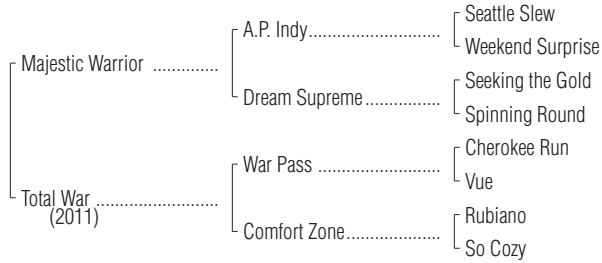 Seattle Slew
A.P. Indy..................
Weekend Surprise
Majestic Warrior .............
Seeking the Gold
Dream Supreme...............
Spinning Round
Cherokee Run
War Pass ........................
Vue
Total War ........................
(2011)
Rubiano
Comfort Zone...................
So Cozy